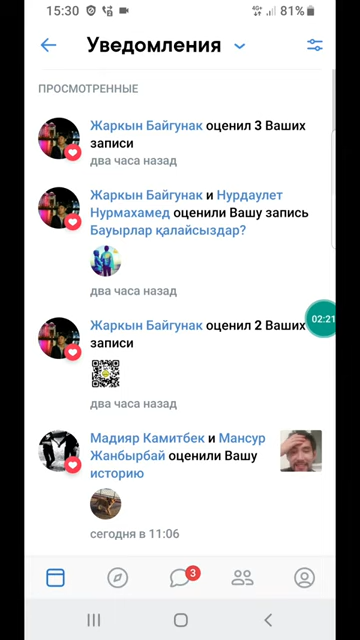 15:30 4G+ 81%
Уведомления
ПРОСМОТРЕННЫЕ
Жаркын Байгунак оценил 3 Ваших
записи
два часа назад
Жаркын Байгунак и Нурдаулет
Нурмахамед оценили Вашу запись
Бауырлар қалайсыздар?
два часа назад
Жаркын Байгунак оценил 2 Ваших
записи
02:21
два часа назад
Мадияр Камитбек и Мансур
Жанбырбай оценили Вашу
историю
сегодня в 11:06
3